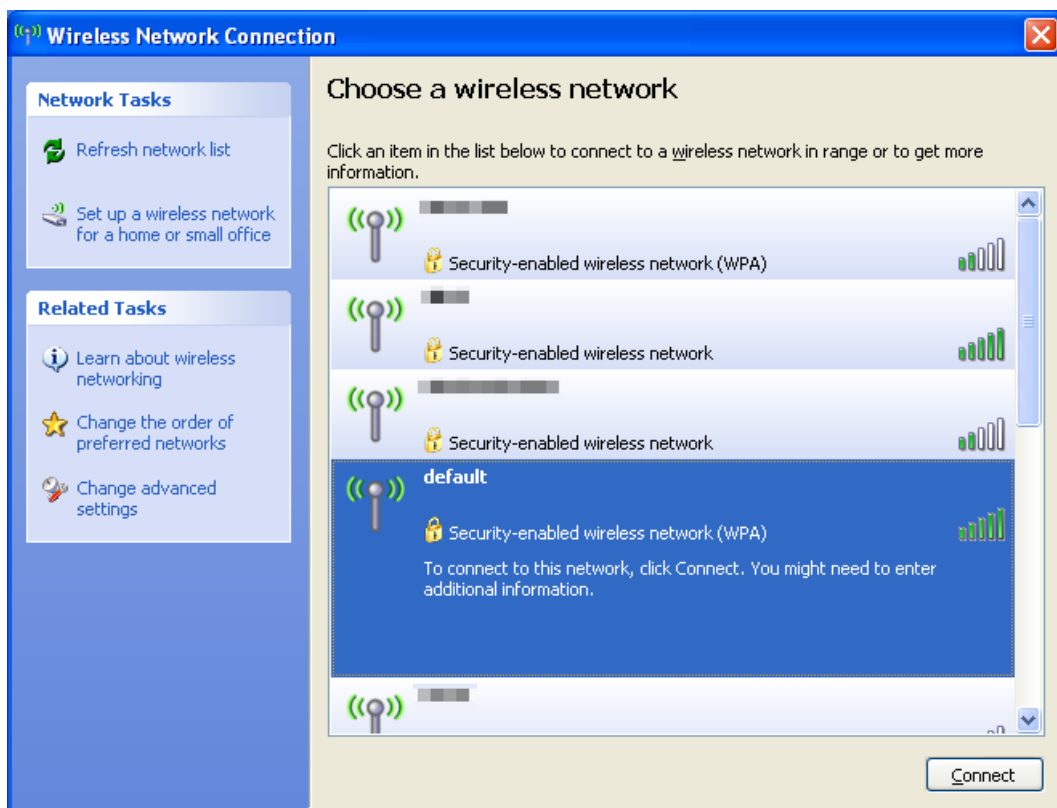 Wireless Network Connection
Network Tasks
Refresh network list
Set up a wireless network
for a home or small office
Related Tasks
Learn about wireless
networking
Change the order of
preferred networks
Change advanced
settings
Choose a wireless network
Click an item in the list below to connect to a wireless network in range or to get more
information.
Security-enabled wireless network (WPA)
Security-enabled wireless network
Security-enabled wireless network
default
Security-enabled wireless network (WPA)
To connect to this network, click Connect. You might need to enter
additional information.
Connect